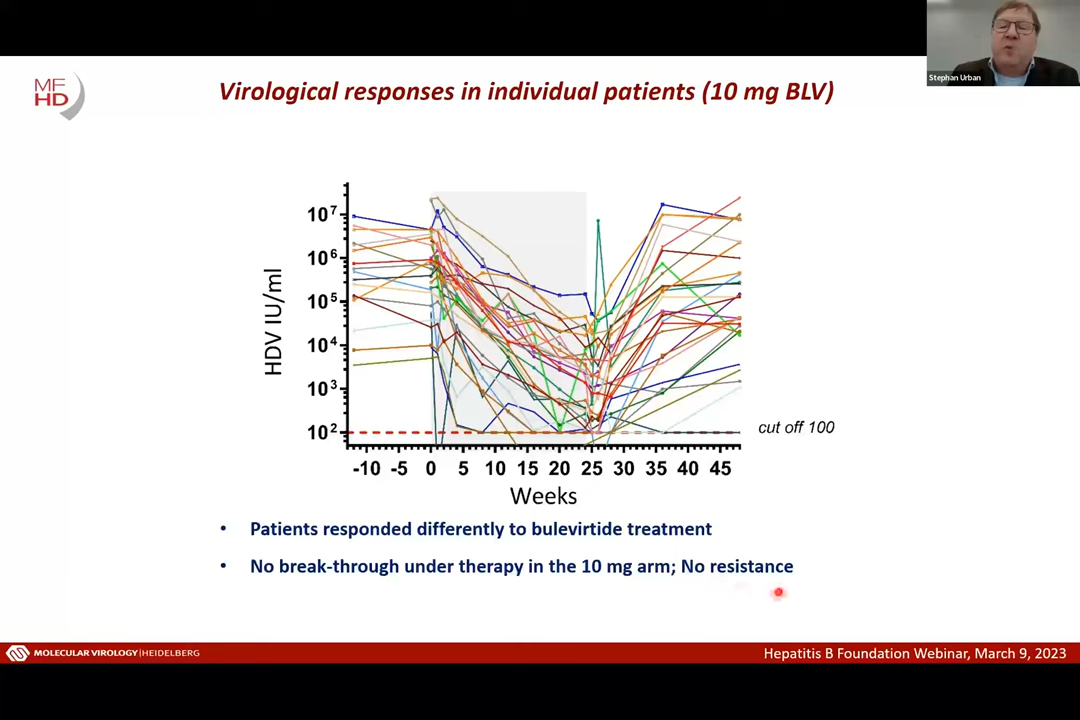 Stephan Urban
MF
HD
Virological responses in individual patients (10 mg BLV)
HDV IU/ml
10⁷
10⁶
10⁵
10⁴
10³
10²
cut off 100
-10 -5 0 5 10 15 20 25 30 35 40 45
Weeks
• Patients responded differently to bulevirtide treatment
• No break-through under therapy in the 10 mg arm; No resistance
MOLECULAR VIROLOGY|HEIDELBERG
Hepatitis B Foundation Webinar, March 9, 2023